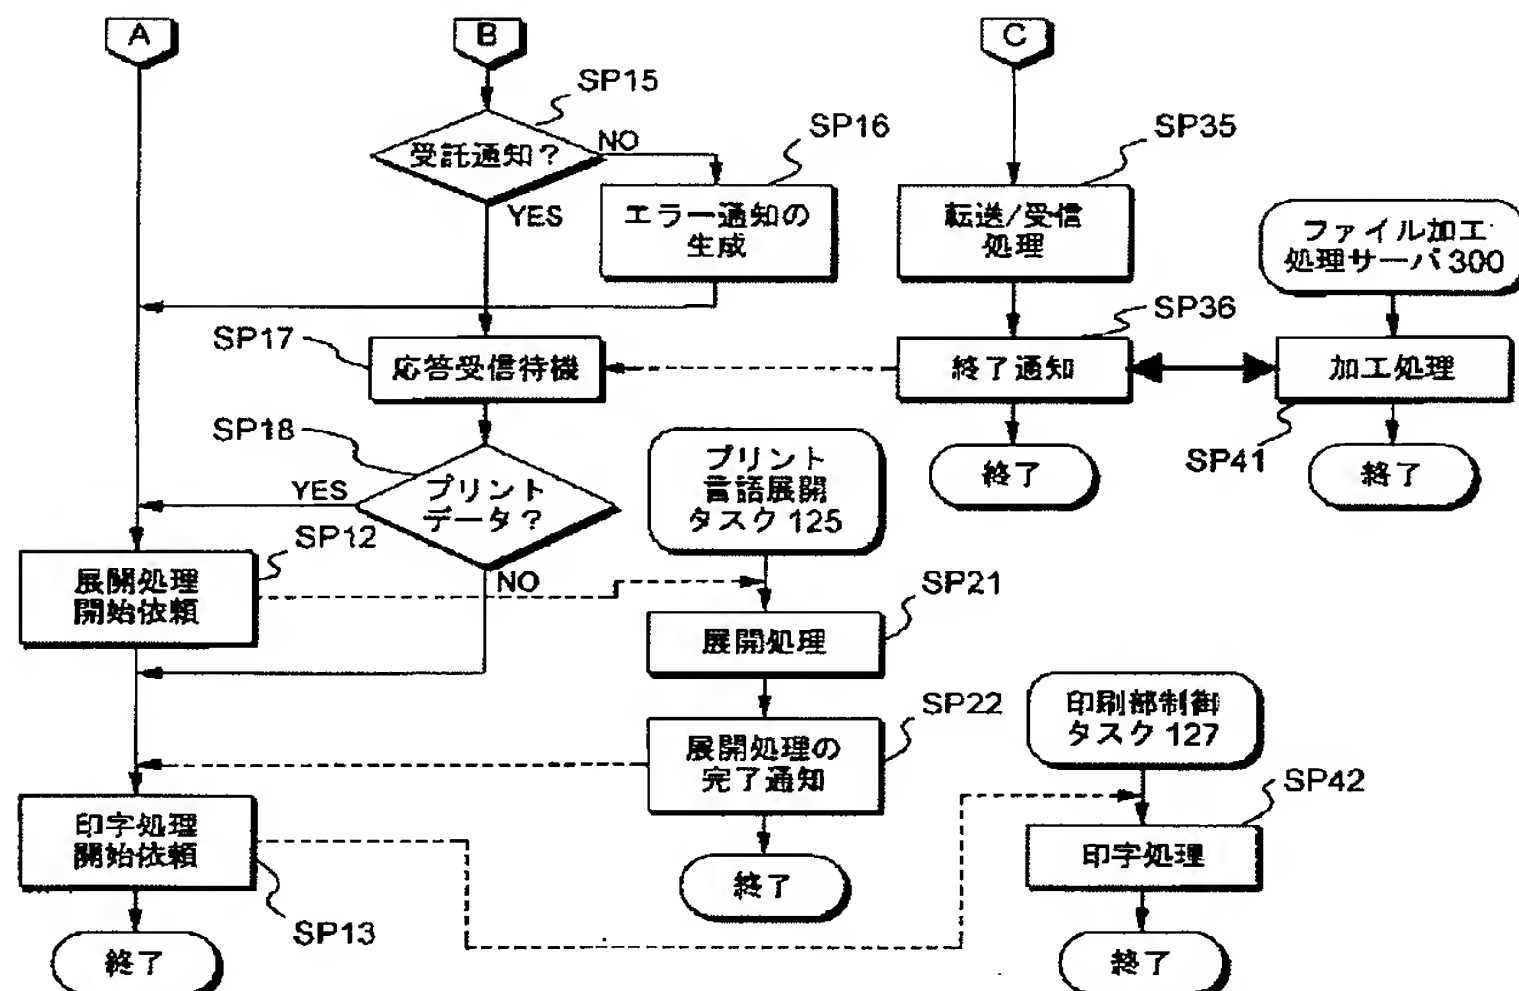 A
B
C
SP15
受託通知？
NO
YES
SP16
エラー通知の
生成
SP35
転送/受信
処理
ファイル加工
処理サーバ300
SP17
応答受信待機
SP36
終了通知
加工処理
SP41
終了
終了
SP18
プリント
データ？
YES
NO
プリント
言語展開
タスク125
SP12
展開処理
開始依頼
SP21
展開処理
SP22
展開処理の
完了通知
終了
印刷部制御
タスク127
SP42
印字処理
終了
印字処理
開始依頼
SP13
終了